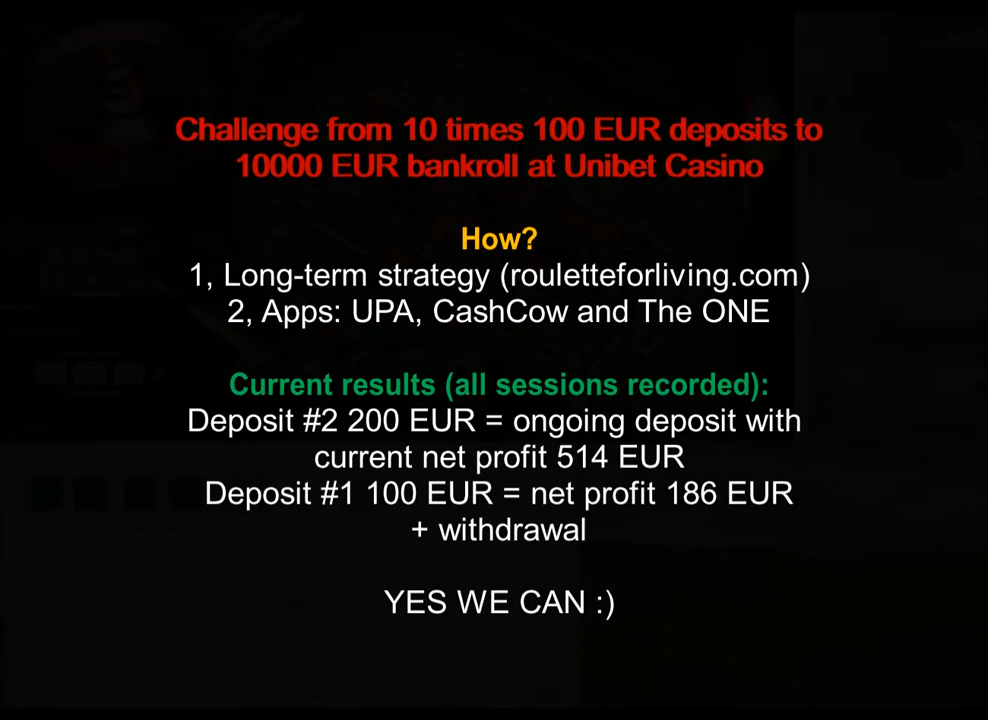 Challenge from 10 times 100 EUR deposits to
10000 EUR bankroll at Unibet Casino
How?
1, Long-term strategy (rouletteforliving.com)
2, Apps: UPA, CashCow and The ONE
Current results (all sessions recorded):
Deposit #2 200 EUR = ongoing deposit with
current net profit 514 EUR
Deposit #1 100 EUR = net profit 186 EUR
+ withdrawal
YES WE CAN :)